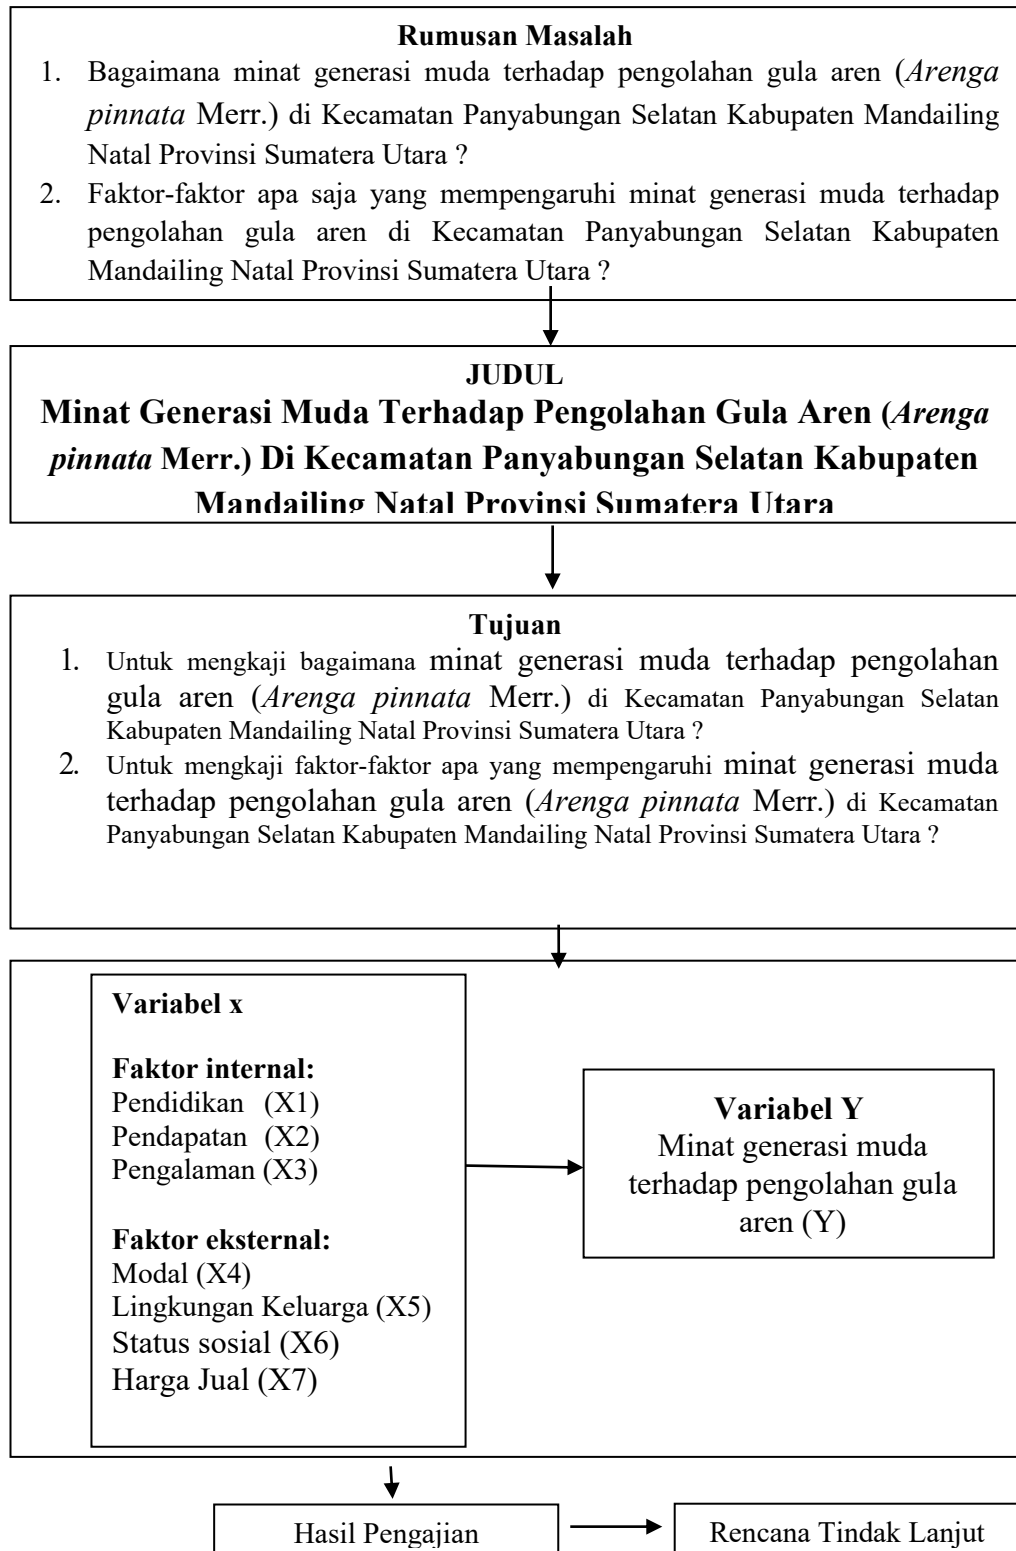 Rumusan Masalah
1. Bagaimana minat generasi muda terhadap pengolahan gula aren (Arenga
pinnata Merr.) di Kecamatan Panyabungan Selatan Kabupaten Mandailing
Natal Provinsi Sumatera Utara ?
2. Faktor-faktor apa saja yang mempengaruhi minat generasi muda terhadap
pengolahan gula aren di Kecamatan Panyabungan Selatan Kabupaten
Mandailing Natal Provinsi Sumatera Utara ?
JUDUL
Minat Generasi Muda Terhadap Pengolahan Gula Aren (Arenga
pinnata Merr.) Di Kecamatan Panyabungan Selatan Kabupaten
Mandailing Natal Provinsi Sumatera Utara
Tujuan
1. Untuk mengkaji bagaimana minat generasi muda terhadap pengolahan
gula aren (Arenga pinnata Merr.) di Kecamatan Panyabungan Selatan
Kabupaten Mandailing Natal Provinsi Sumatera Utara ?
2. Untuk mengkaji faktor-faktor apa yang mempengaruhi minat generasi muda
terhadap pengolahan gula aren (Arenga pinnata Merr.) di Kecamatan
Panyabungan Selatan Kabupaten Mandailing Natal Provinsi Sumatera Utara ?
Variabel x
Faktor internal:
Pendidikan (X1)
Pendapatan (X2)
Pengalaman (X3)
Faktor eksternal:
Modal (X4)
Lingkungan Keluarga (X5)
Status sosial (X6)
Harga Jual (X7)
Variabel Y
Minat generasi muda
terhadap pengolahan gula
aren (Y)
Hasil Pengajian
Rencana Tindak Lanjut